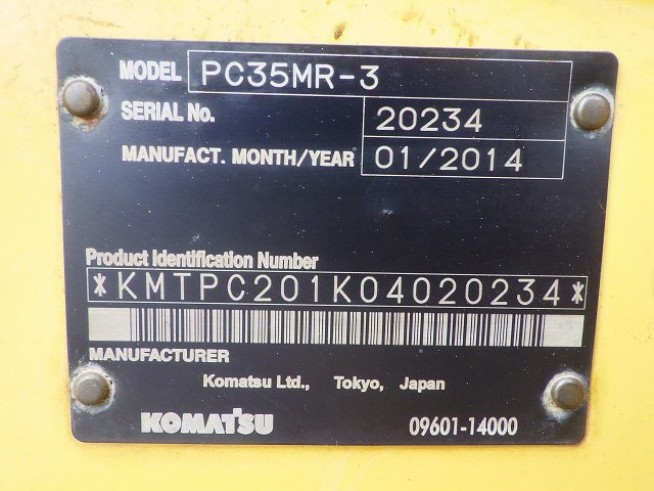 MODEL PC35MR-3
SERIAL No. 20234
MANUFACT. MONTH/YEAR 01/2014
Product Identification Number
*KMTPC201K04020234*
MANUFACTURER
Komatsu Ltd., Tokyo, Japan
KOMATSU 09601-14000